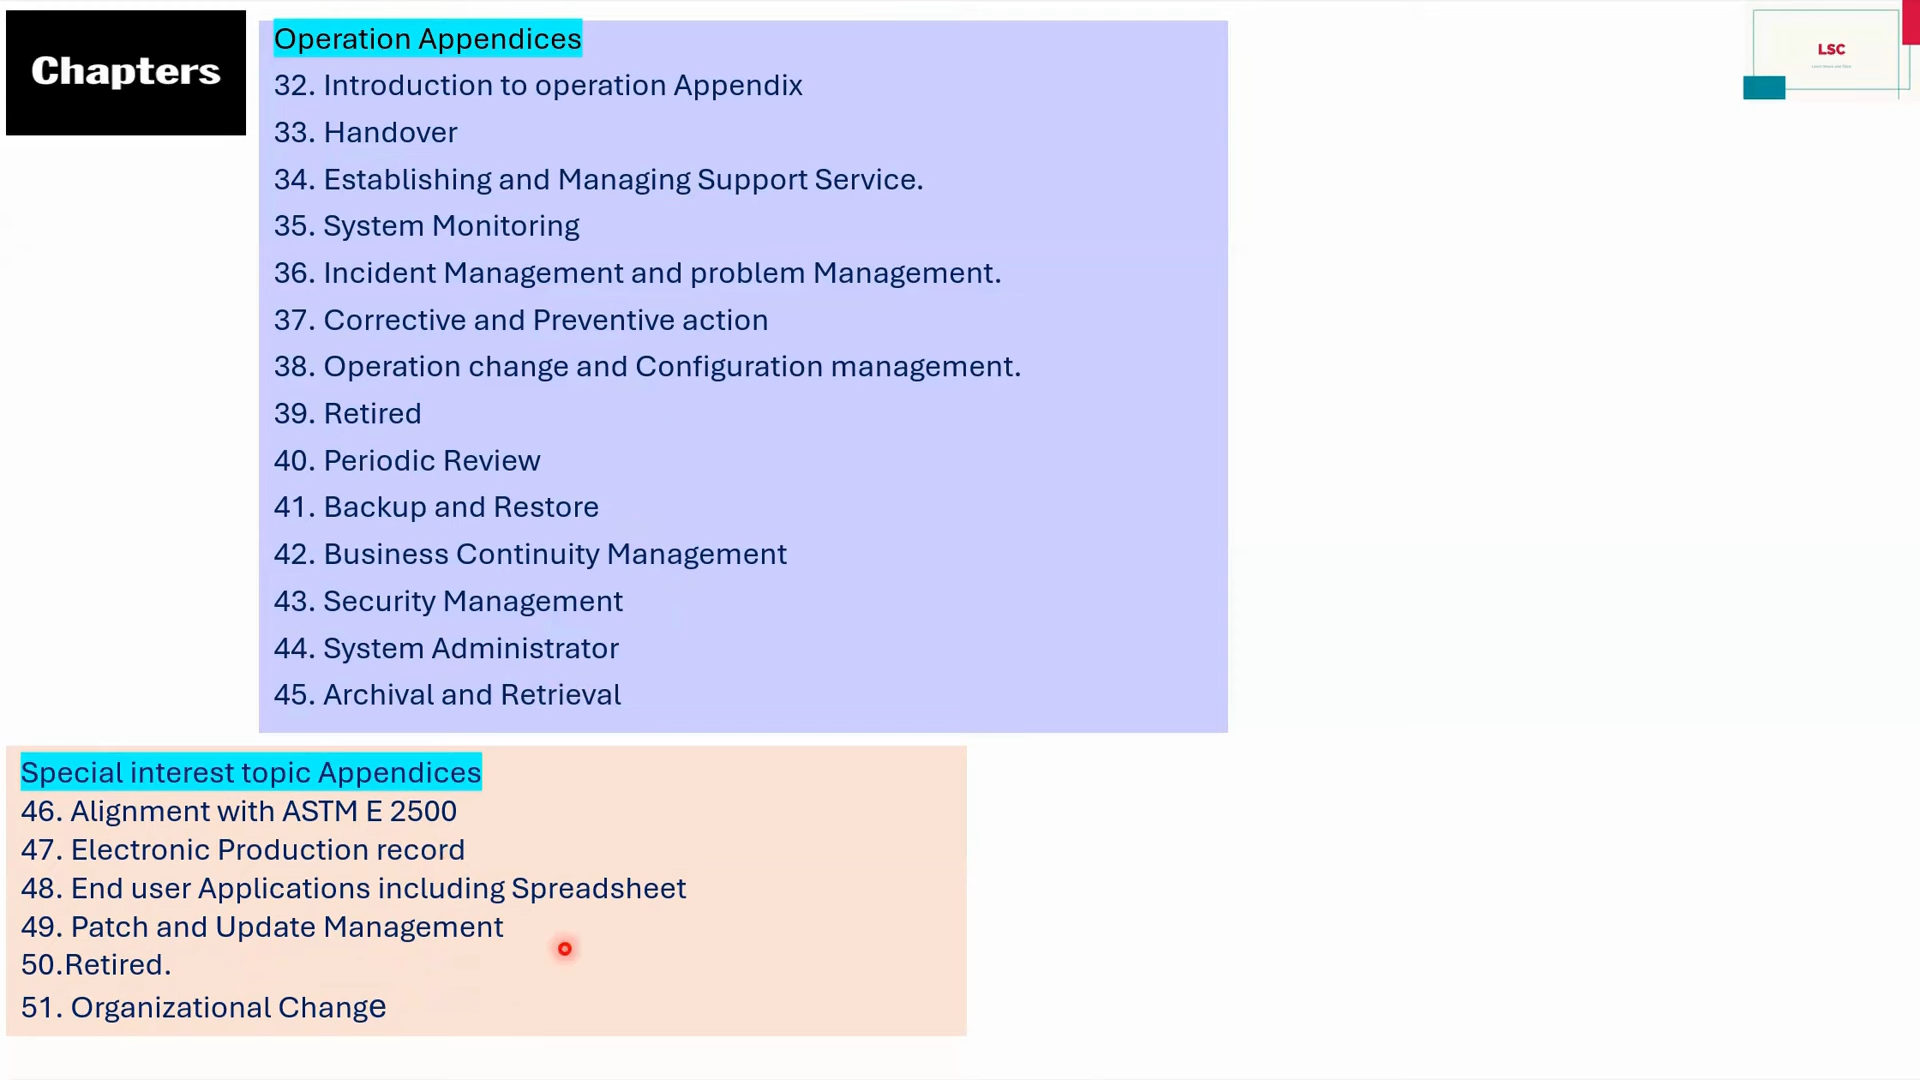 Chapters
Operation Appendices
32. Introduction to operation Appendix
33. Handover
34. Establishing and Managing Support Service.
35. System Monitoring
36. Incident Management and problem Management.
37. Corrective and Preventive action
38. Operation change and Configuration management.
39. Retired
40. Periodic Review
41. Backup and Restore
42. Business Continuity Management
43. Security Management
44. System Administrator
45. Archival and Retrieval
Special interest topic Appendices
46. Alignment with ASTM E 2500
47. Electronic Production record
48. End user Applications including Spreadsheet
49. Patch and Update Management
50.Retired.
51. Organizational Change
LSC